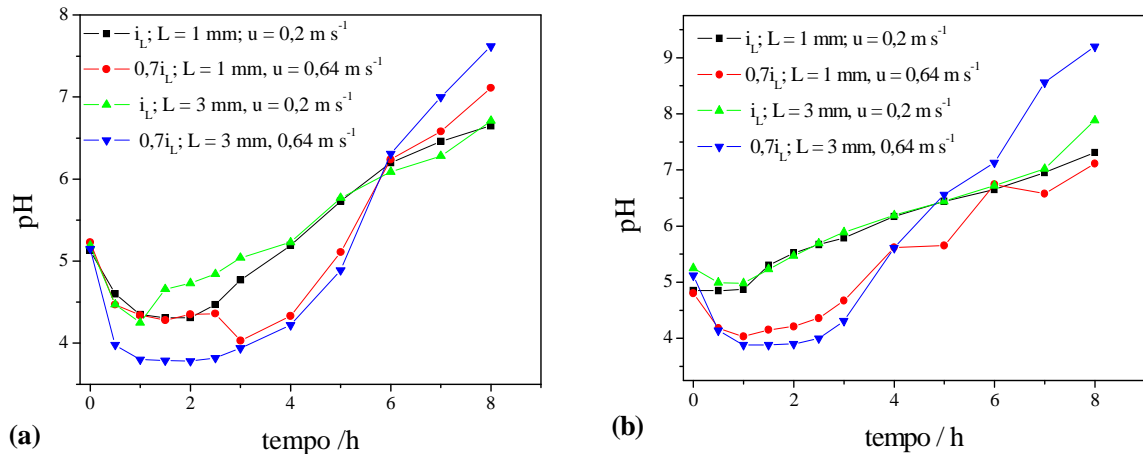 8
7
6
5
4
pH
i_L; L = 1 mm; u = 0,2 m s⁻¹
0,7i_L; L = 1 mm, u = 0,64 m s⁻¹
i_L; L = 3 mm, u = 0,2 m s⁻¹
0,7i_L; L = 3 mm, 0,64 m s⁻¹
0 2 4 6 8
tempo /h
(a)
9
8
7
6
5
4
pH
i_L; L = 1 mm; u = 0,2 m s⁻¹
0,7i_L; L = 1 mm, u = 0,64 m s⁻¹
i_L; L = 3 mm, u = 0,2 m s⁻¹
0,7i_L; L = 3 mm, 0,64 m s⁻¹
0 2 4 6 8
tempo / h
(b)